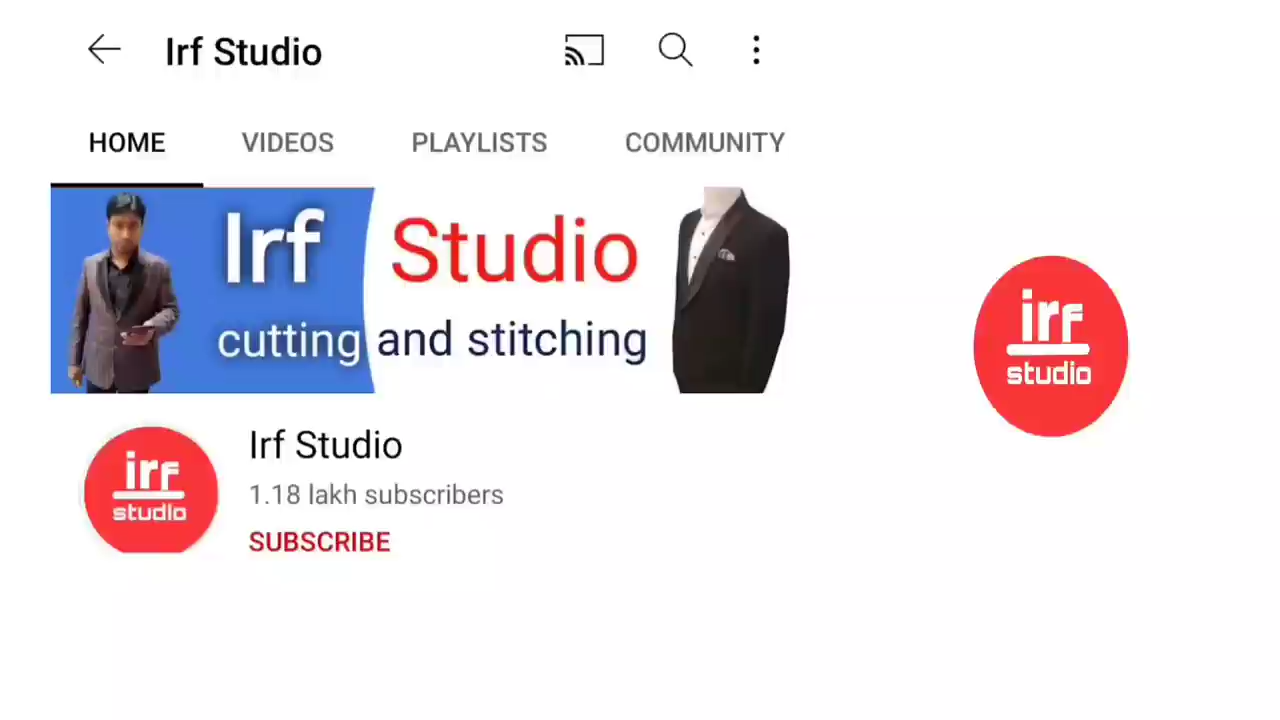 Irf Studio
HOME VIDEOS PLAYLISTS COMMUNITY
Irf Studio
cutting and stitching
irf
studio
Irf Studio
1.18 lakh subscribers
SUBSCRIBE
irf
studio